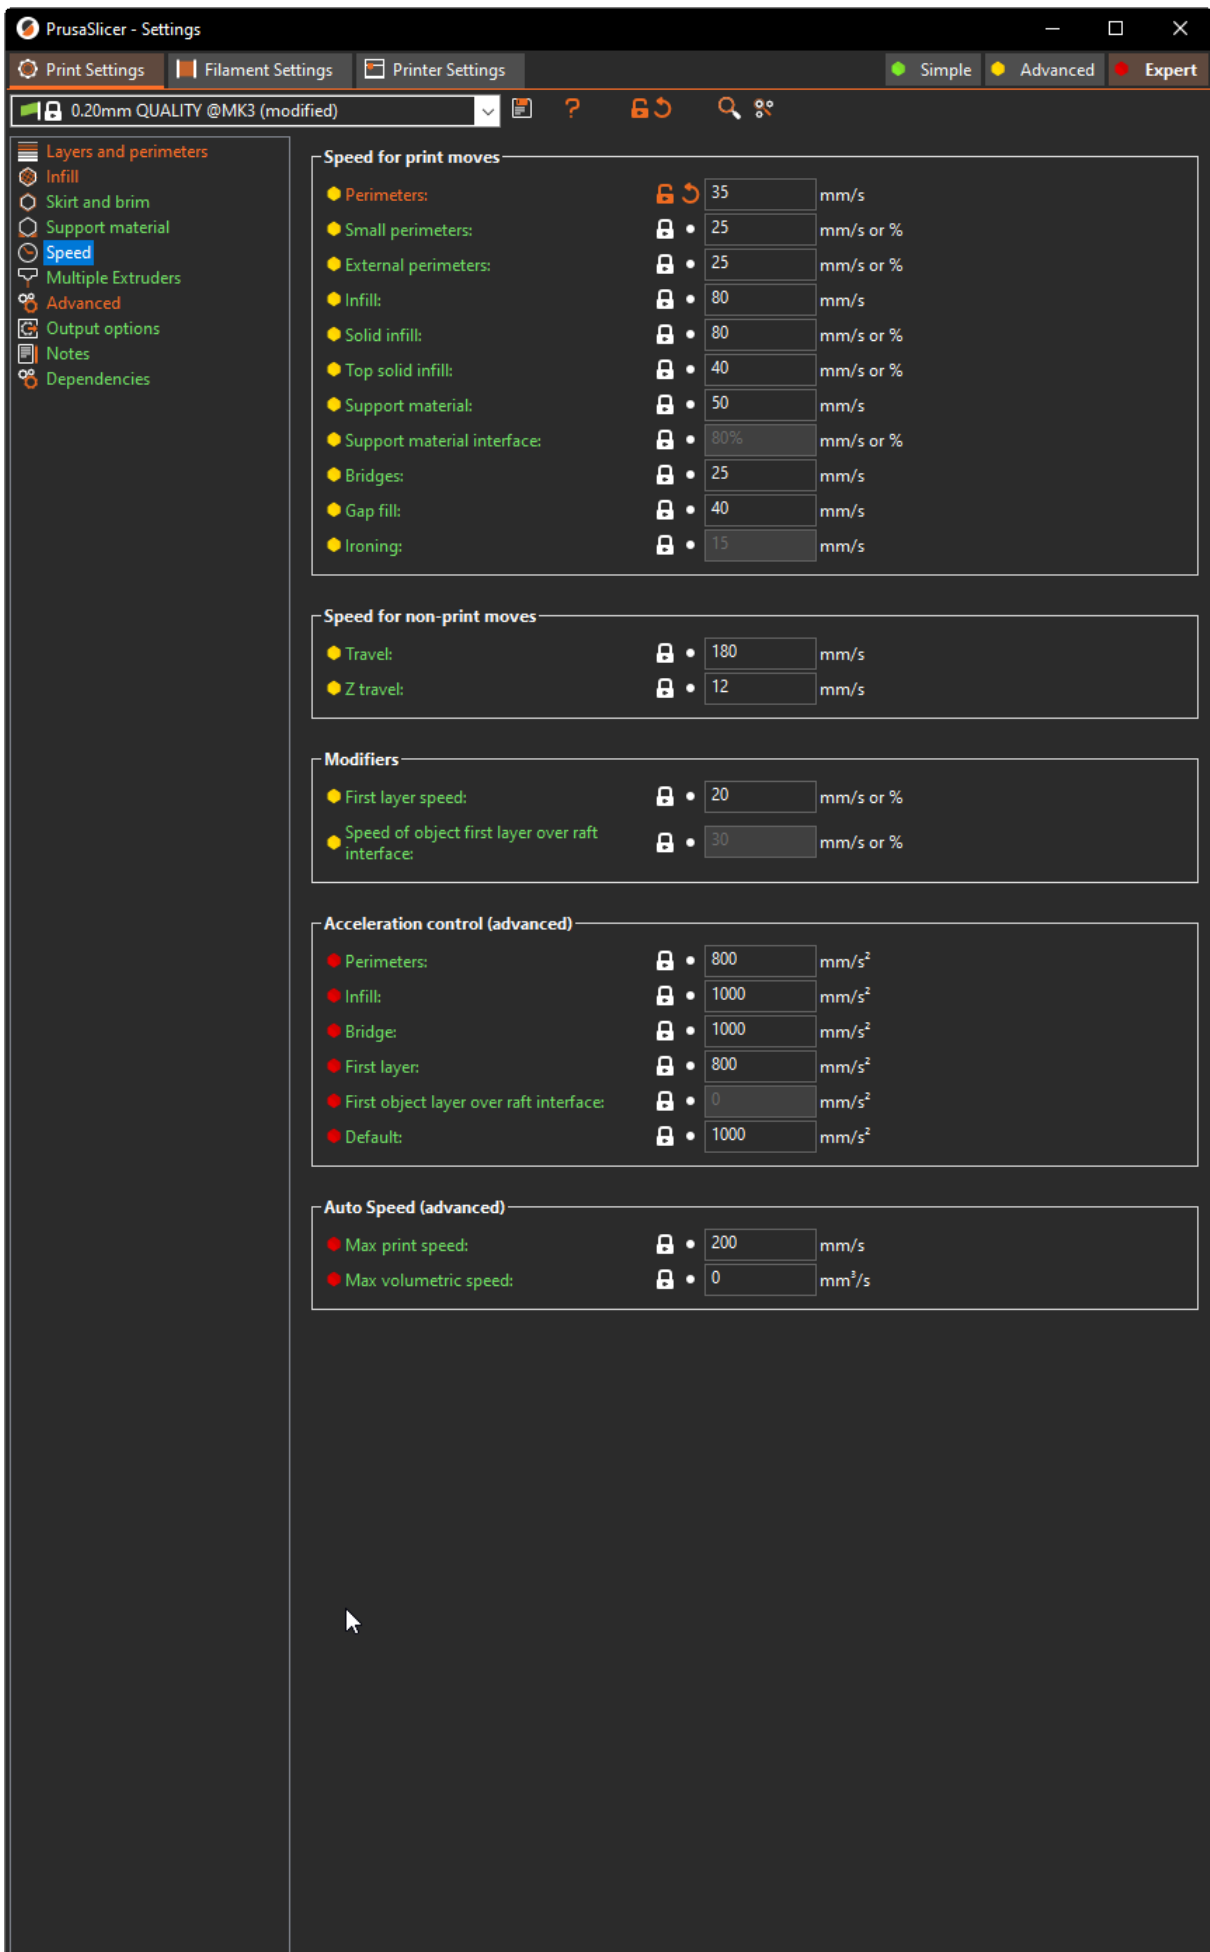 PrusaSlicer - Settings
Print Settings Filament Settings Printer Settings Simple Advanced Expert
0.20mm QUALITY @MK3 (modified) ?
Layers and perimeters
Infill
Skirt and brim
Support material
Speed
Multiple Extruders
Advanced
Output options
Notes
Dependencies
Speed for print moves
Perimeters: 35 mm/s
Small perimeters: 25 mm/s or %
External perimeters: 25 mm/s or %
Infill: 80 mm/s
Solid infill: 80 mm/s or %
Top solid infill: 40 mm/s or %
Support material: 50 mm/s
Support material interface: 80% mm/s or %
Bridges: 25 mm/s
Gap fill: 40 mm/s
Ironing: 15 mm/s
Speed for non-print moves
Travel: 180 mm/s
Z travel: 12 mm/s
Modifiers
First layer speed: 20 mm/s or %
Speed of object first layer over raft
interface: 30 mm/s or %
Acceleration control (advanced)
Perimeters: 800 mm/s²
Infill: 1000 mm/s²
Bridge: 1000 mm/s²
First layer: 800 mm/s²
First object layer over raft interface: 0 mm/s²
Default: 1000 mm/s²
Auto Speed (advanced)
Max print speed: 200 mm/s
Max volumetric speed: 0 mm³/s